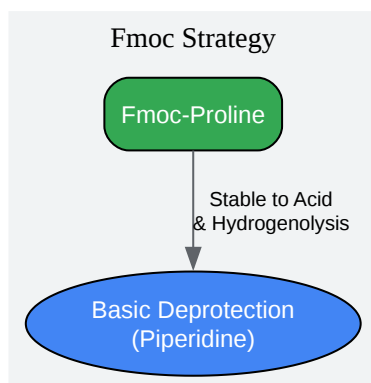 Fmoc Strategy
Fmoc-Proline
Stable to Acid
& Hydrogenolysis
Basic Deprotection
(Piperidine)